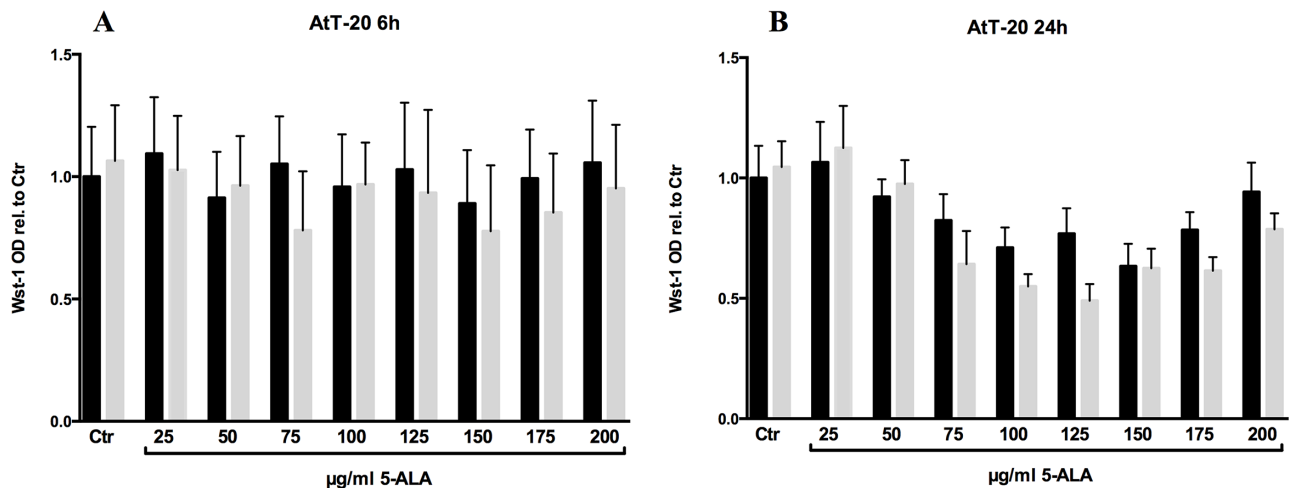 A
AtT-20 6h
1.5
1.0
0.5
0.0
Wst-1 OD rel. to Ctr
Ctr 25 50 75 100 125 150 175 200
µg/ml 5-ALA
B
AtT-20 24h
1.5
1.0
0.5
0.0
Wst-1 OD rel. to Ctr
Ctr 25 50 75 100 125 150 175 200
µg/ml 5-ALA